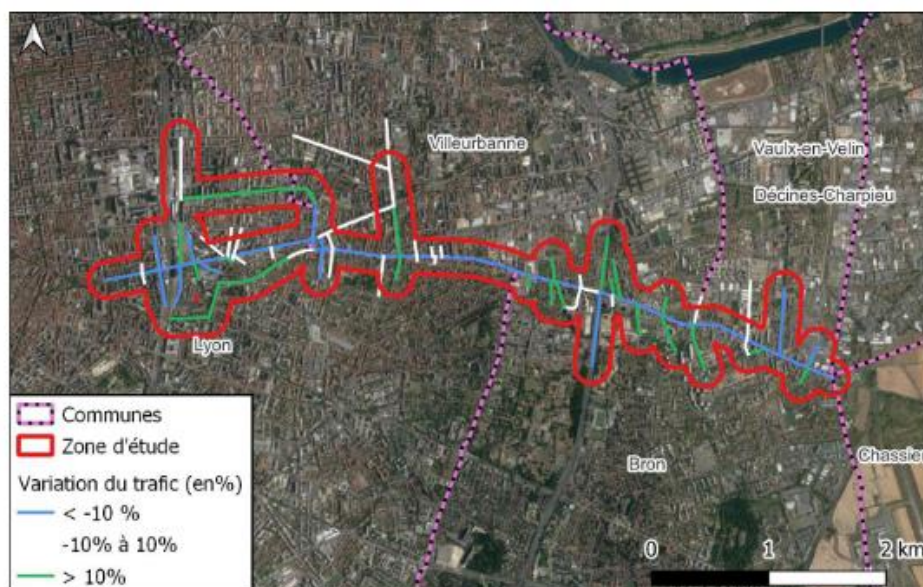 Villeurbanne
Vaulx-en-Velin
Décines-Charpieu
Lyon
Bron
Chassieu
Communes
Zone d'étude
Variation du trafic (en%)
< -10 %
-10% à 10%
> 10%
0 1 2 km